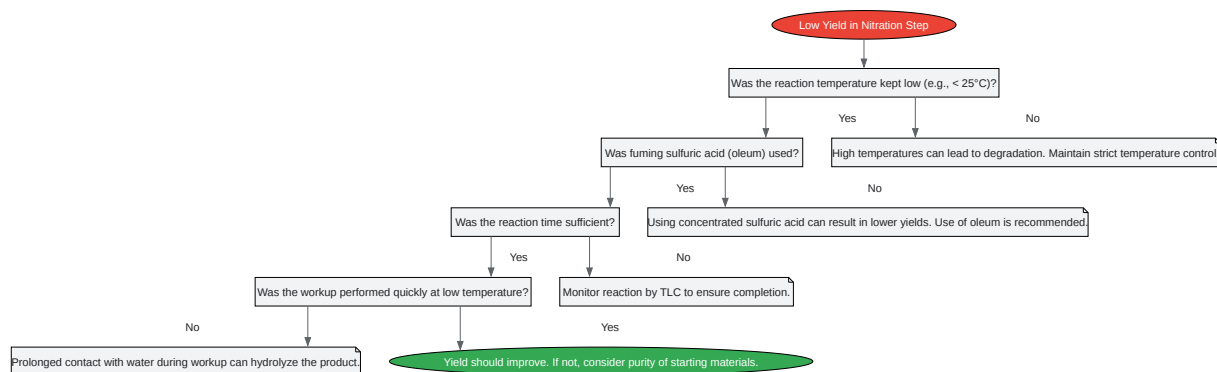 Low Yield in Nitration Step
Was the reaction temperature kept low (e.g., < 25°C)?
Yes
No
Was fuming sulfuric acid (oleum) used?
High temperatures can lead to degradation. Maintain strict temperature control
Yes
No
Was the reaction time sufficient?
Using concentrated sulfuric acid can result in lower yields. Use of oleum is recommended.
Yes
No
Was the workup performed quickly at low temperature?
Monitor reaction by TLC to ensure completion.
No
Yes
Prolonged contact with water during workup can hydrolyze the product.
Yield should improve. If not, consider purity of starting materials.